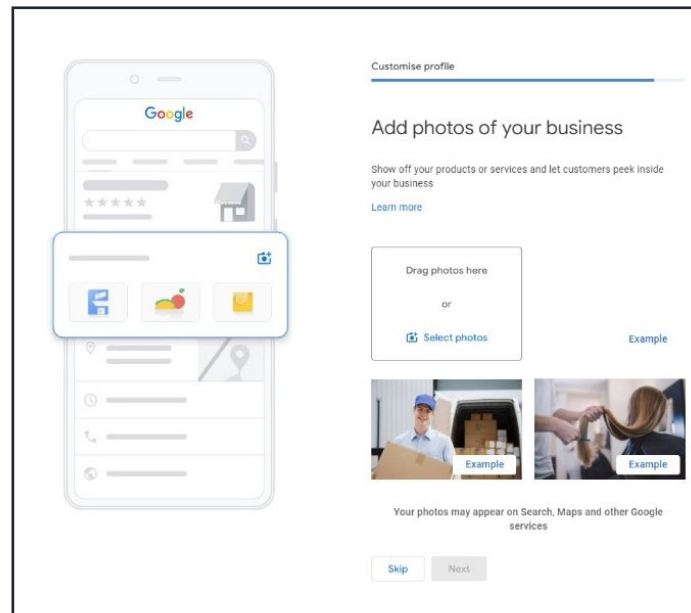 Google
Customise profile
Add photos of your business
Show off your products or services and let customers peek inside
your business
Learn more
Drag photos here
or
Select photos
Example
Example
Example
Your photos may appear on Search, Maps and other Google
services
Skip
Next